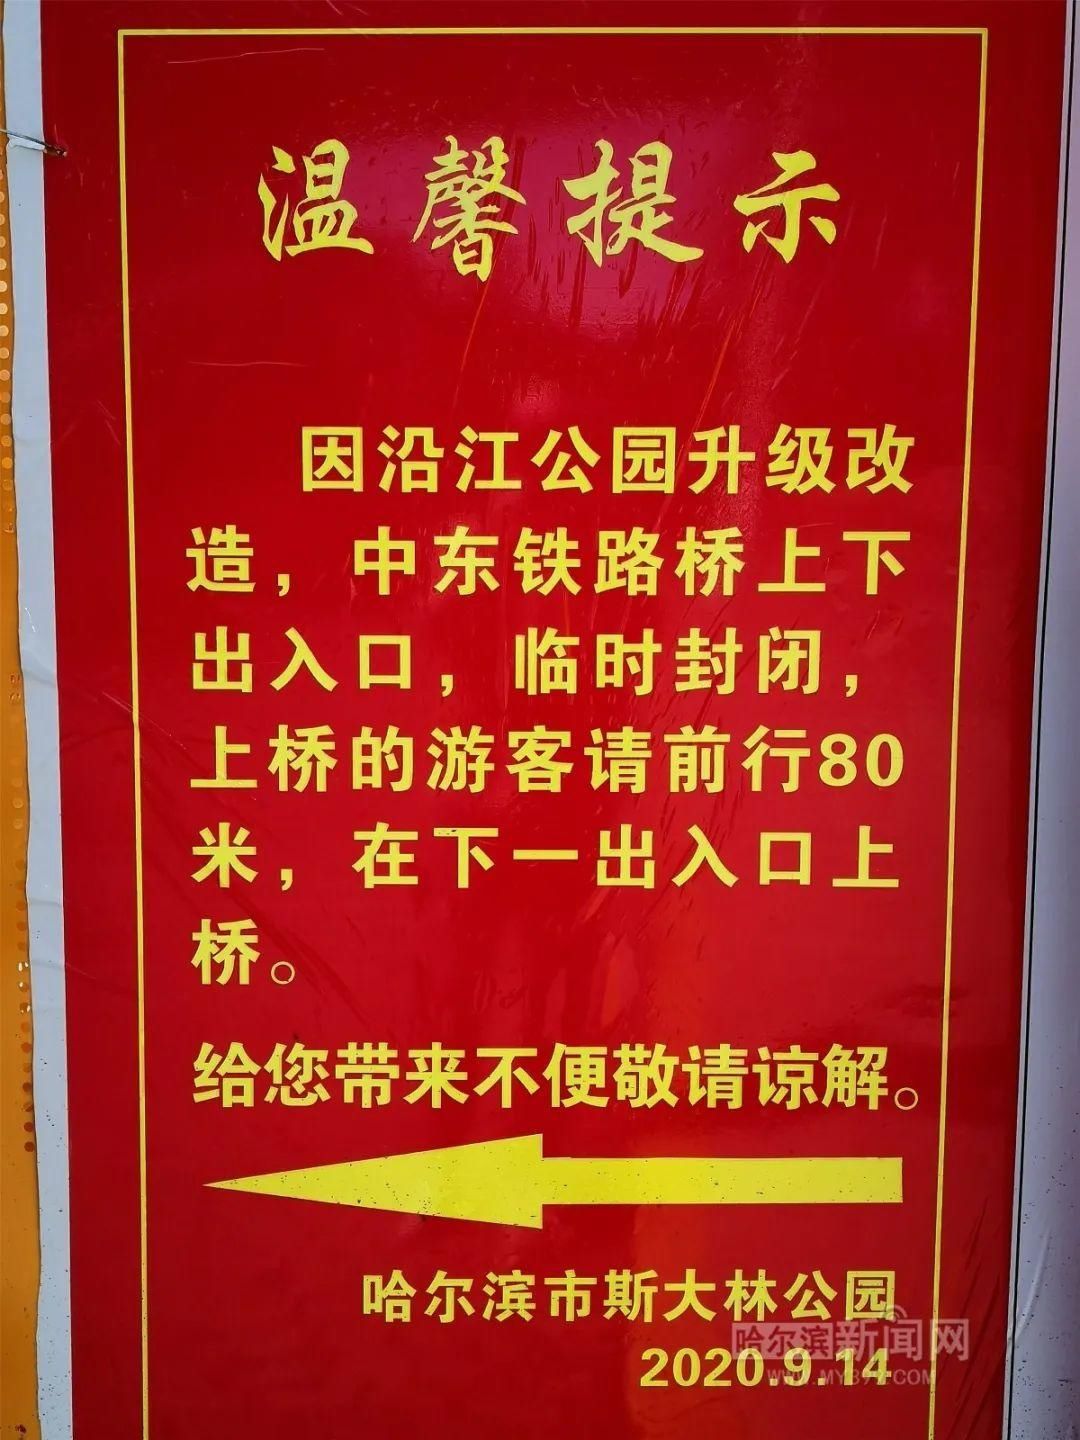 温馨提示
因沿江公园升级改
造，中东铁路桥上下
出入口，临时封闭，
上桥的游客请前行80
米，在下一出入口上
桥。
给您带来不便敬请谅解。
哈尔滨市斯大林公园
哈尔滨新闻网
2020.9.14
WWW.MY399.COM